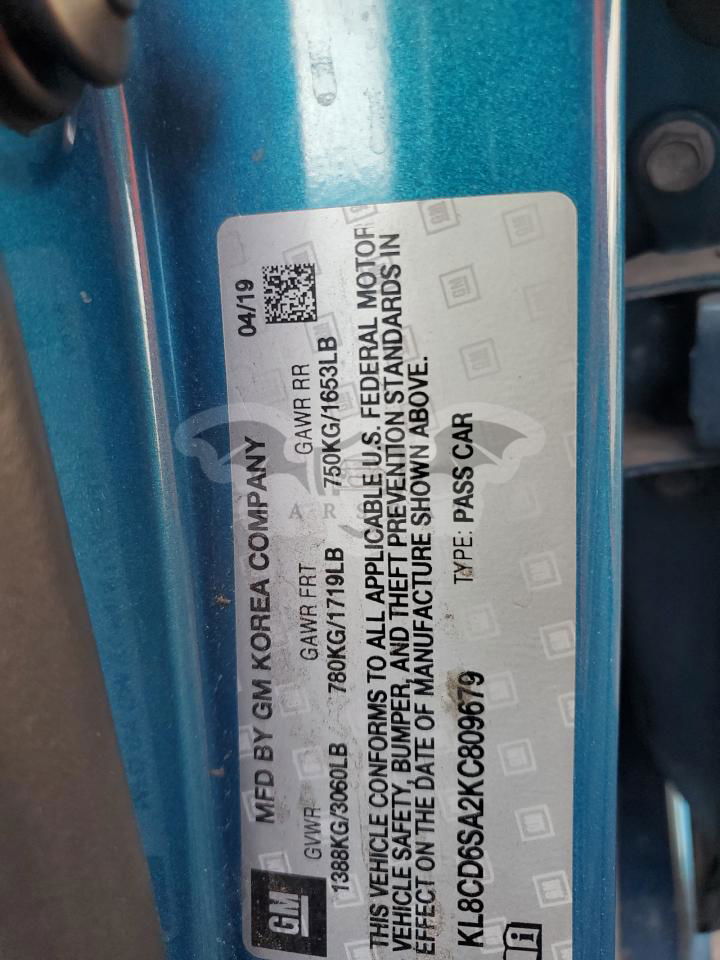 GM
MFD BY GM KOREA COMPANY
04/19
GVWR GAWR FRT GAWR RR
1388KG/3060LB 780KG/1719LB 750KG/1653LB
THIS VEHICLE CONFORMS TO ALL APPLICABLE U.S. FEDERAL MOTOR
VEHICLE SAFETY, BUMPER, AND THEFT PREVENTION STANDARDS IN
EFFECT ON THE DATE OF MANUFACTURE SHOWN ABOVE.
KL8CD6SA2KC809679 TYPE: PASS CAR